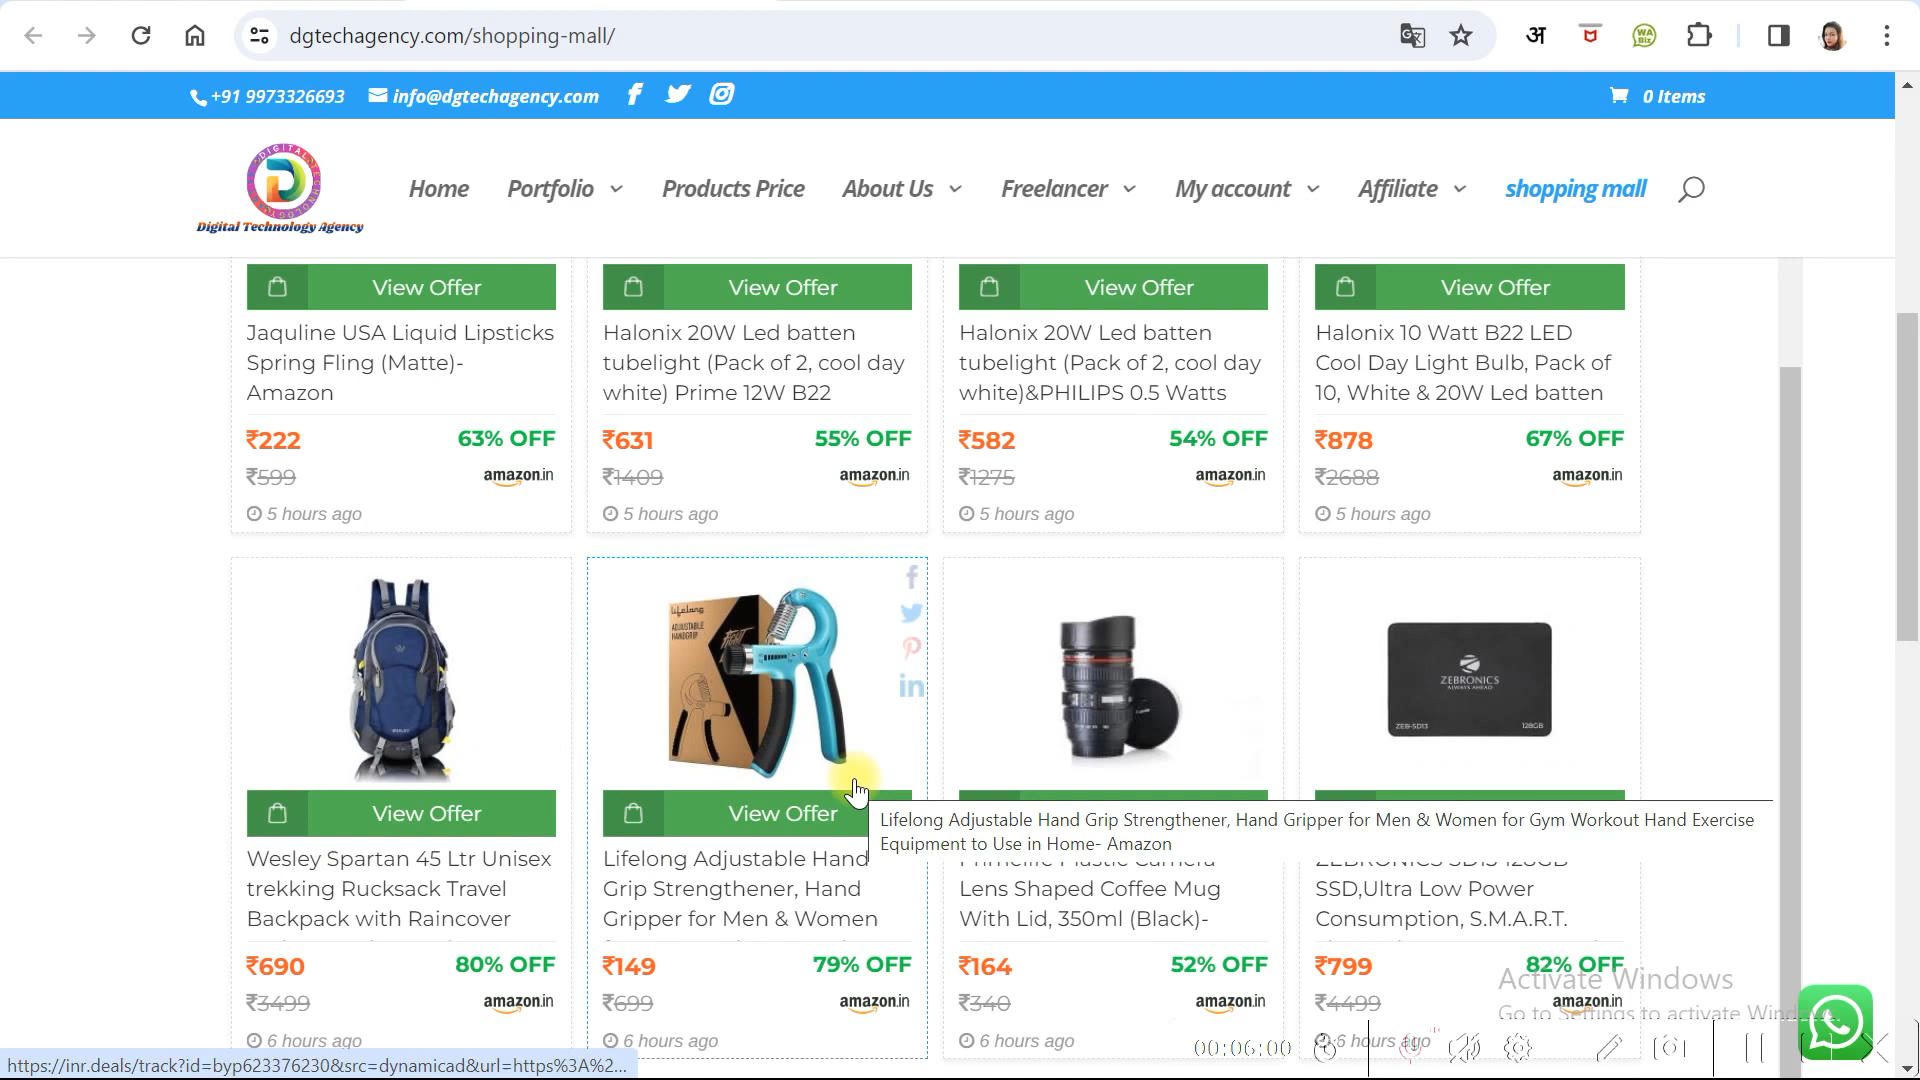 dgtechagency.com/shopping-mall/
अ
WA
Biz
+91 9973326693 info@dgtechagency.com 0 Items
DIGITAL
Digital Technology Agency
Home Portfolio Products Price About Us Freelancer My account Affiliate shopping mall
View Offer
Jaquline USA Liquid Lipsticks
Spring Fling (Matte)-
Amazon
₹222 63% OFF
₹599 amazon.in
5 hours ago
View Offer
Halonix 20W Led batten
tubelight (Pack of 2, cool day
white) Prime 12W B22
₹631 55% OFF
₹1409 amazon.in
5 hours ago
View Offer
Halonix 20W Led batten
tubelight (Pack of 2, cool day
white)&PHILIPS 0.5 Watts
₹582 54% OFF
₹1275 amazon.in
5 hours ago
View Offer
Halonix 10 Watt B22 LED
Cool Day Light Bulb, Pack of
10, White & 20W Led batten
₹878 67% OFF
₹2688 amazon.in
5 hours ago
View Offer
Wesley Spartan 45 Ltr Unisex
trekking Rucksack Travel
Backpack with Raincover
₹690 80% OFF
₹3499 amazon.in
6 hours ago
Lifelong
ADJUSTABLE
HANDGRIP
View Offer
Lifelong Adjustable Hand
Grip Strengthener, Hand
Gripper for Men & Women
₹149 79% OFF
₹699 amazon.in
6 hours ago
Lifelong Adjustable Hand Grip Strengthener, Hand Gripper for Men & Women for Gym Workout Hand Exercise
Equipment to Use in Home- Amazon
Primelife Plastic Camera
Lens Shaped Coffee Mug
With Lid, 350ml (Black)-
₹164 52% OFF
₹340 amazon.in
6 hours ago
ZEBRONICS
ALWAYS AHEAD
ZEB-SD13 128GB
ZEBRONICS SD13 128GB
SSD,Ultra Low Power
Consumption, S.M.A.R.T.
₹799 82% OFF
₹4499 amazon.in
6 hours ago
Activate Windows
Go to Settings to activate Windows.
00:06:00
https://inr.deals/track?id=byp623376230&src=dynamicad&url=https%3A%2...